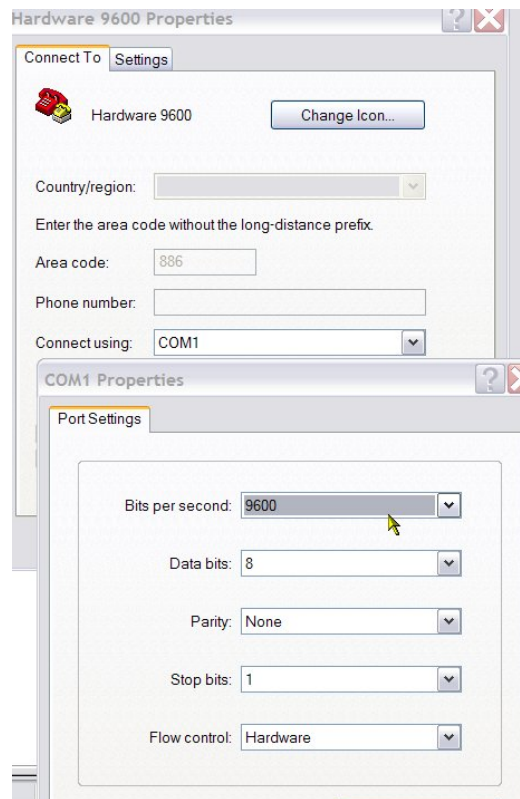 Hardware 9600 Properties
Connect To Settings
Hardware 9600 Change Icon...
Country/region:
Enter the area code without the long-distance prefix.
Area code: 886
Phone number:
Connect using: COM1
COM1 Properties
Port Settings
Bits per second: 9600
Data bits: 8
Parity: None
Stop bits: 1
Flow control: Hardware